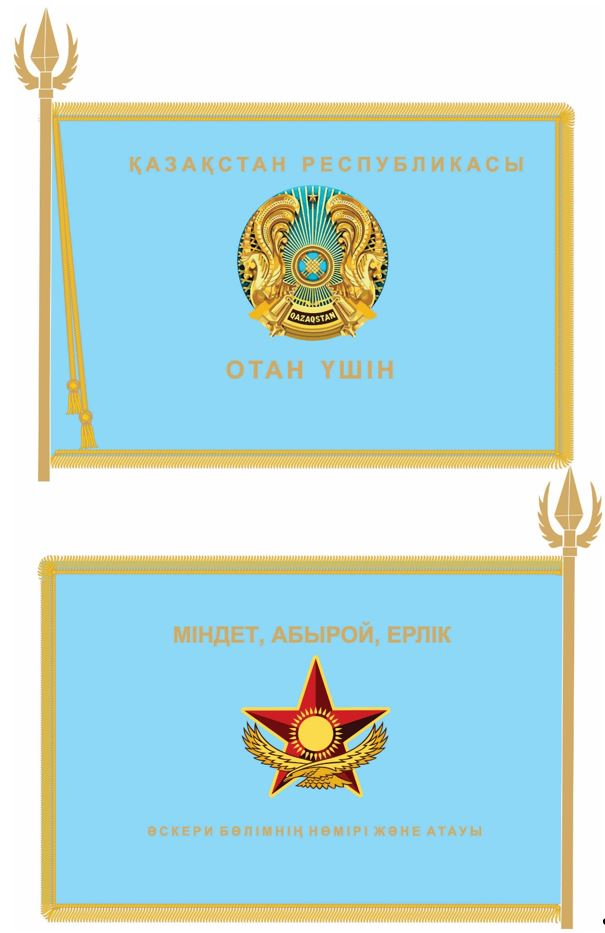 ҚАЗАҚСТАН РЕСПУБЛИКАСЫ
QAZAQSTAN
ОТАН ҮШІН
МІНДЕТ, АБЫРОЙ, ЕРЛІК
ӘСКЕРИ БӨЛІМНІҢ НӨМІРІ ЖӘНЕ АТАУЫ